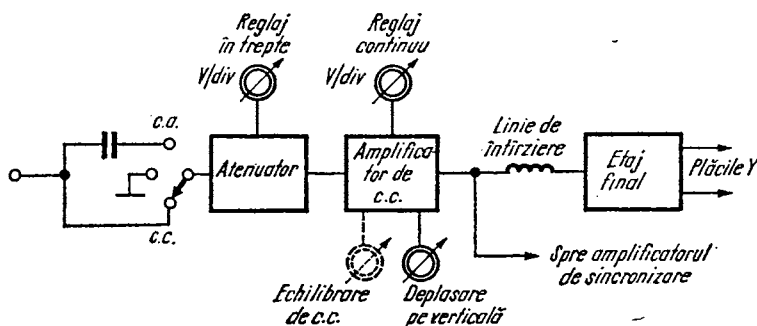 Reglaj
în trepte
V/div
Reglaj
continuu
V/div
c.a.
c.c.
Atenuator
Amplifica-
tor de
c.c.
Linie de
întîrziere
Etaj
final
Plăcile Y
Spre amplificatorul
de sincronizare
Echilibrare
de c.c.
Deplasare
pe verticală